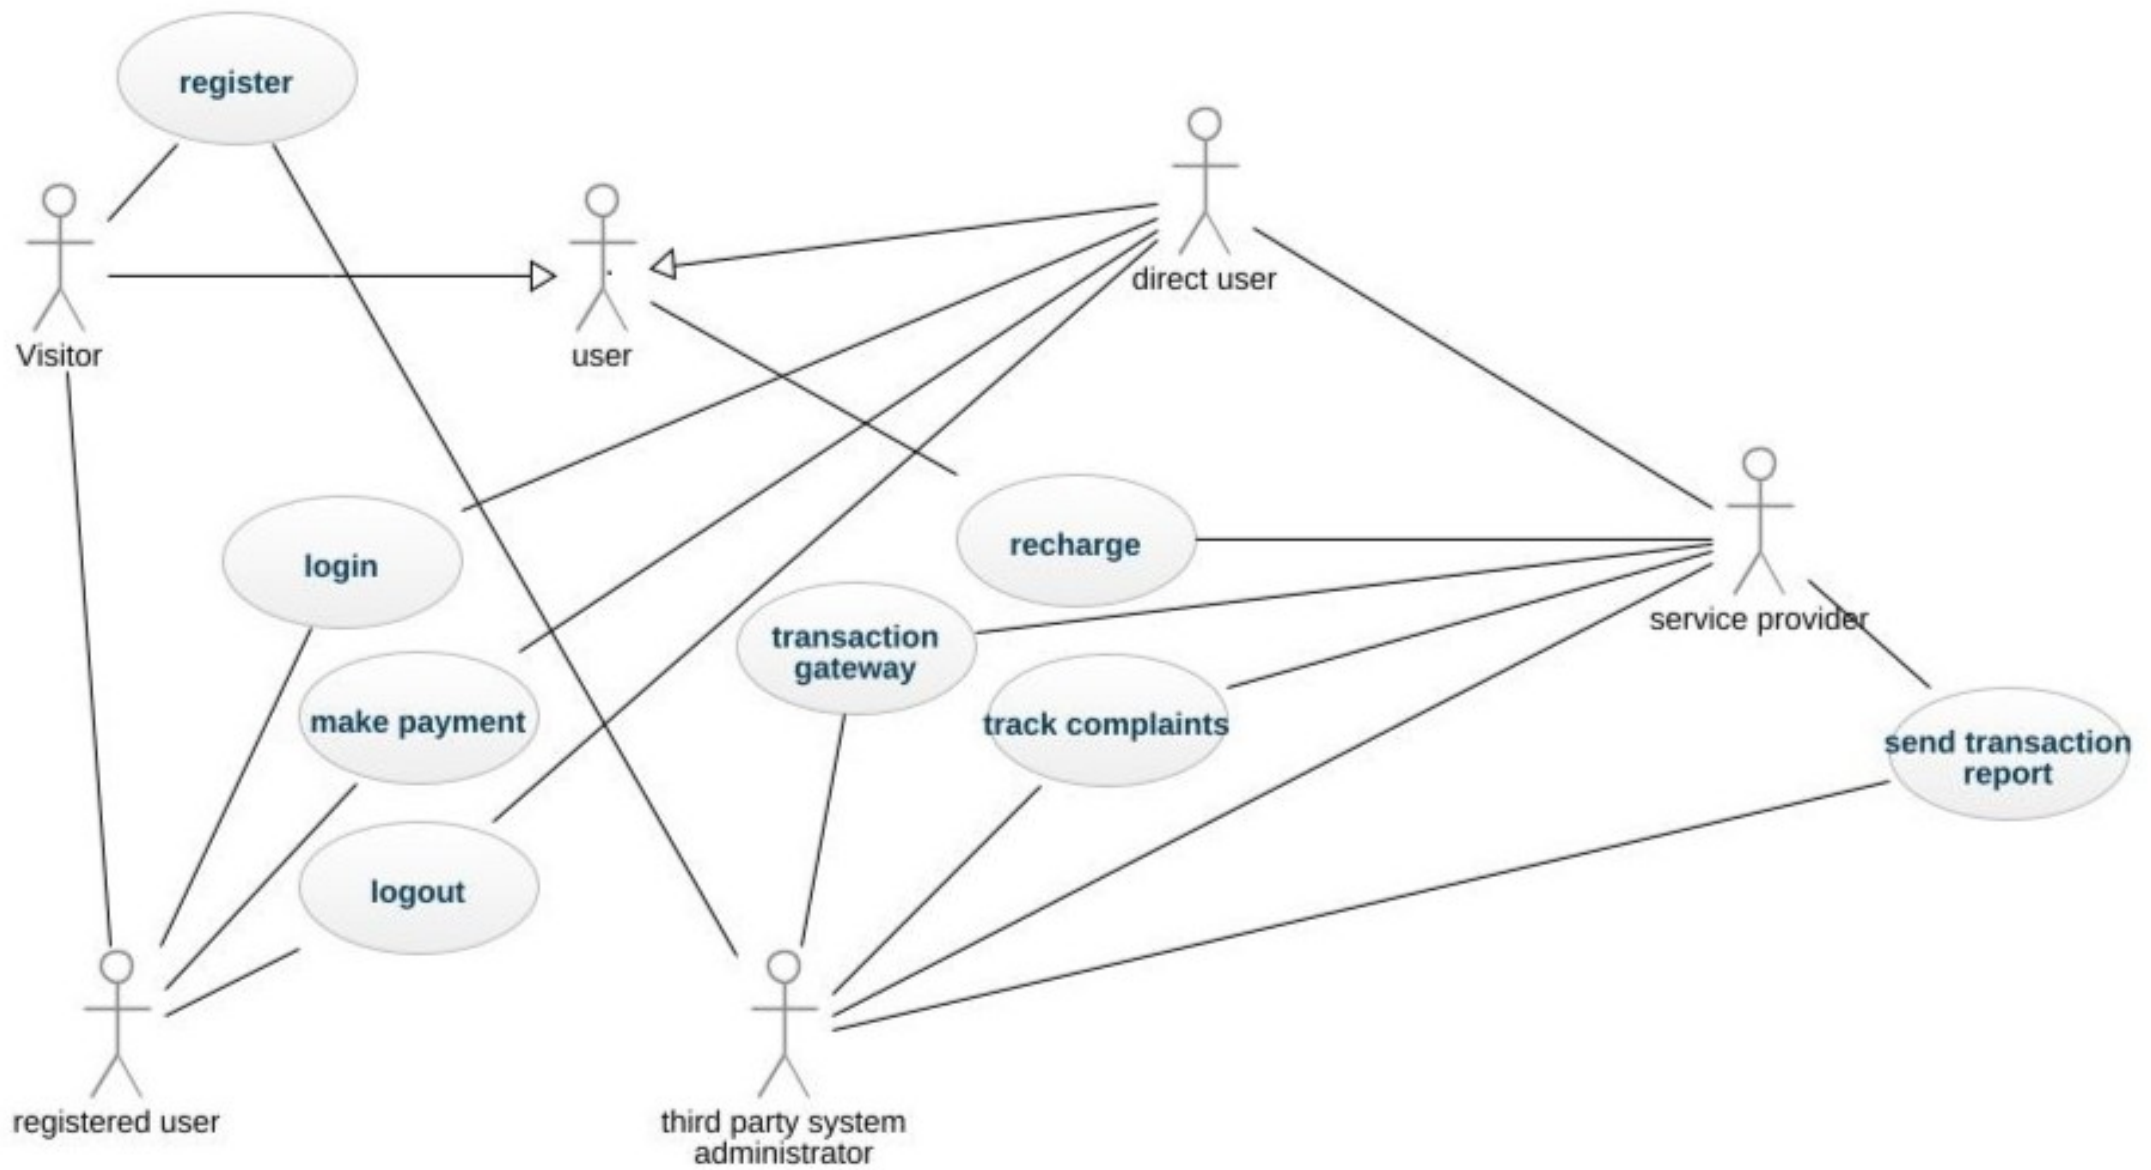 register
Visitor
user
direct user
login
recharge
transaction
gateway
service provider
make payment
track complaints
send transaction
report
logout
registered user
third party system
administrator